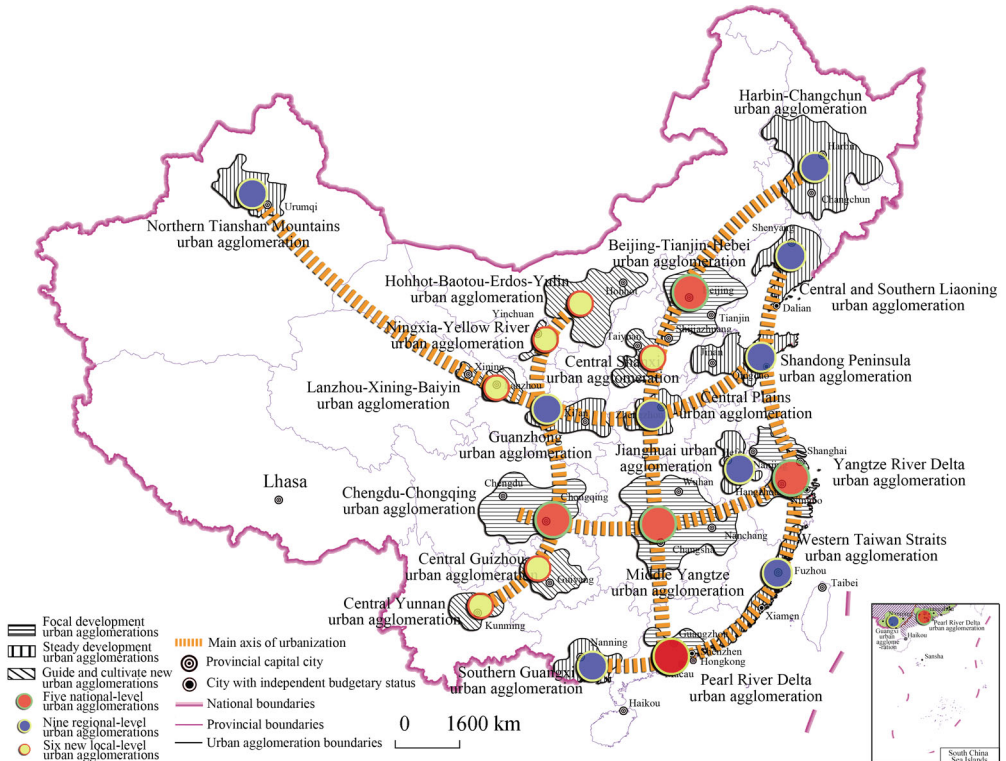 Harbin-Changchun
urban agglomeration
Harbin
Changchun
Urumqi
Northern Tianshan Mountains
urban agglomeration
Shenyang
Beijing-Tianjin-Hebei
urban agglomeration
Beijing
Tianjin
Hohhot-Baotou-Erdos-Yulin
urban agglomeration
Hohhot
Central and Southern Liaoning
urban agglomeration
Dalian
Yinchuan
Ningxia-Yellow River
urban agglomeration
Taiyuan
Shijiazhuang
Central Shanxi
urban agglomeration
Jinan
Shandong Peninsula
urban agglomeration
Xining
Lanzhou-Xining-Baiyin
urban agglomeration
Central Plains
urban agglomeration
Xi'an
Guanzhong
urban agglomeration
Jianghuai urban
agglomeration
Shanghai
Yangtze River Delta
urban agglomeration
Lhasa
Chengdu
Chengdu-Chongqing
urban agglomeration
Chongqing
Wuhan
Nanchang
Changsha
Middle Yangtze
urban agglomeration
Western Taiwan Straits
urban agglomeration
Fuzhou
Taibei
Xiamen
Central Guizhou
urban agglomeration
Guiyang
Central Yunnan
urban agglomeration
Kunming
Nanning
Southern Guangxi
urban agglomeration
Hongkong
Pearl River Delta
urban agglomeration
Haikou
Focal development
urban agglomerations
Steady development
urban agglomerations
Guide and cultivate new
urban agglomerations
Five national-level
urban agglomerations
Nine regional-level
urban agglomerations
Six new local-level
urban agglomerations
Main axis of urbanization
Provincial capital city
City with independent budgetary status
National boundaries
Provincial boundaries
Urban agglomeration boundaries
0 1600 km
Pearl River Delta
urban agglomeration
Haikou
Sansha
South China
Sea Islands